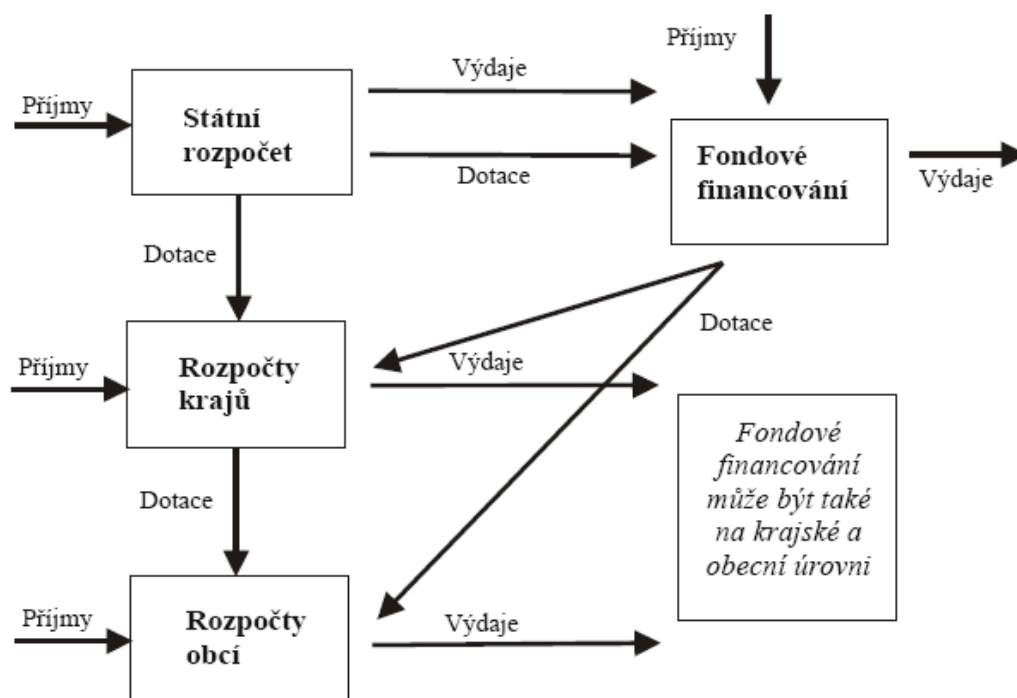 Příjmy
Výdaje
Příjmy
Státní
rozpočet
Fondové
financování
Dotace
Výdaje
Dotace
Dotace
Příjmy
Rozpočty
krajů
Výdaje
Fondové
financování
může být také
na krajské a
obecní úrovni
Dotace
Příjmy
Rozpočty
obcí
Výdaje